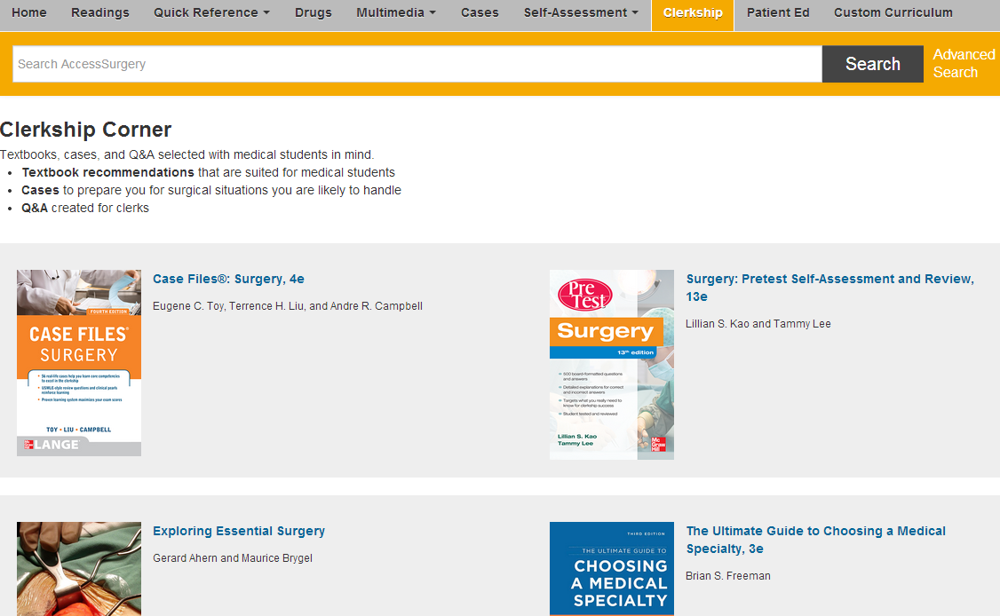 Home Readings Quick Reference Drugs Multimedia Cases Self-Assessment Clerkship Patient Ed Custom Curriculum
Search AccessSurgery
Search
Advanced
Search
Clerkship Corner
Textbooks, cases, and Q&A selected with medical students in mind.
• Textbook recommendations that are suited for medical students
• Cases to prepare you for surgical situations you are likely to handle
• Q&A created for clerks
FOURTH EDITION
CASE FILES®
SURGERY
• 56 real-life cases help you learn core competencies
to excel in the clerkship
• USMLE-style review questions and clinical pearls
reinforce learning
• Proven learning system maximizes your exam scores
TOY • LIU • CAMPBELL
Mc
Graw
Hill
LANGE
Case Files®: Surgery, 4e
Eugene C. Toy, Terrence H. Liu, and Andre R. Campbell
Pre
Test
Surgery
13th edition
500 board-formatted questions
and answers
Detailed explanations for correct
and incorrect answers
Targets what you really need to
know for clerkship success
Student tested and reviewed
Lillian S. Kao
Tammy Lee
Mc
Graw
Hill
Surgery: Pretest Self-Assessment and Review,
13e
Lillian S. Kao and Tammy Lee
Exploring Essential Surgery
Gerard Ahern and Maurice Brygel
THIRD EDITION
THE ULTIMATE GUIDE TO
CHOOSING
A MEDICAL
SPECIALTY
The Ultimate Guide to Choosing a Medical
Specialty, 3e
Brian S. Freeman